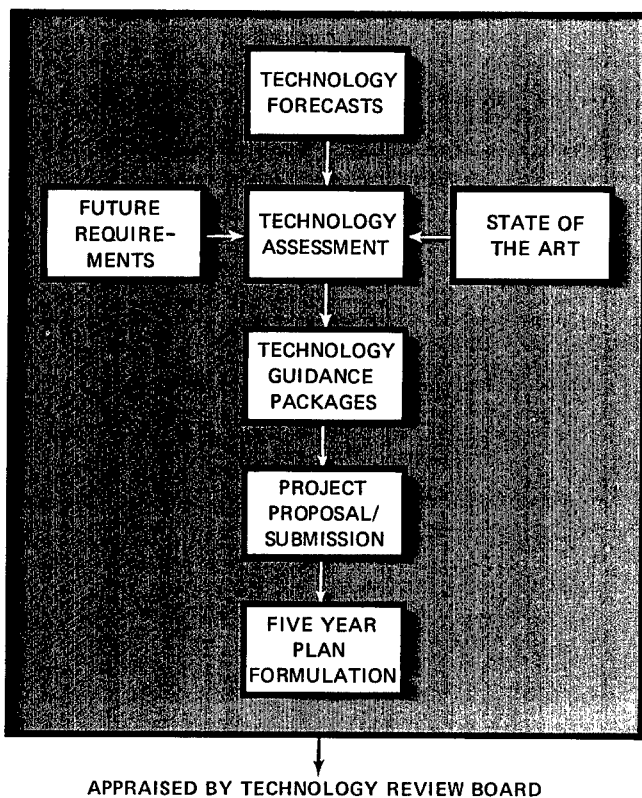 TECHNOLOGY
FORECASTS
FUTURE
REQUIRE-
MENTS
TECHNOLOGY
ASSESSMENT
STATE OF
THE ART
TECHNOLOGY
GUIDANCE
PACKAGES
PROJECT
PROPOSAL/
SUBMISSION
FIVE YEAR
PLAN
FORMULATION
APPRAISED BY TECHNOLOGY REVIEW BOARD